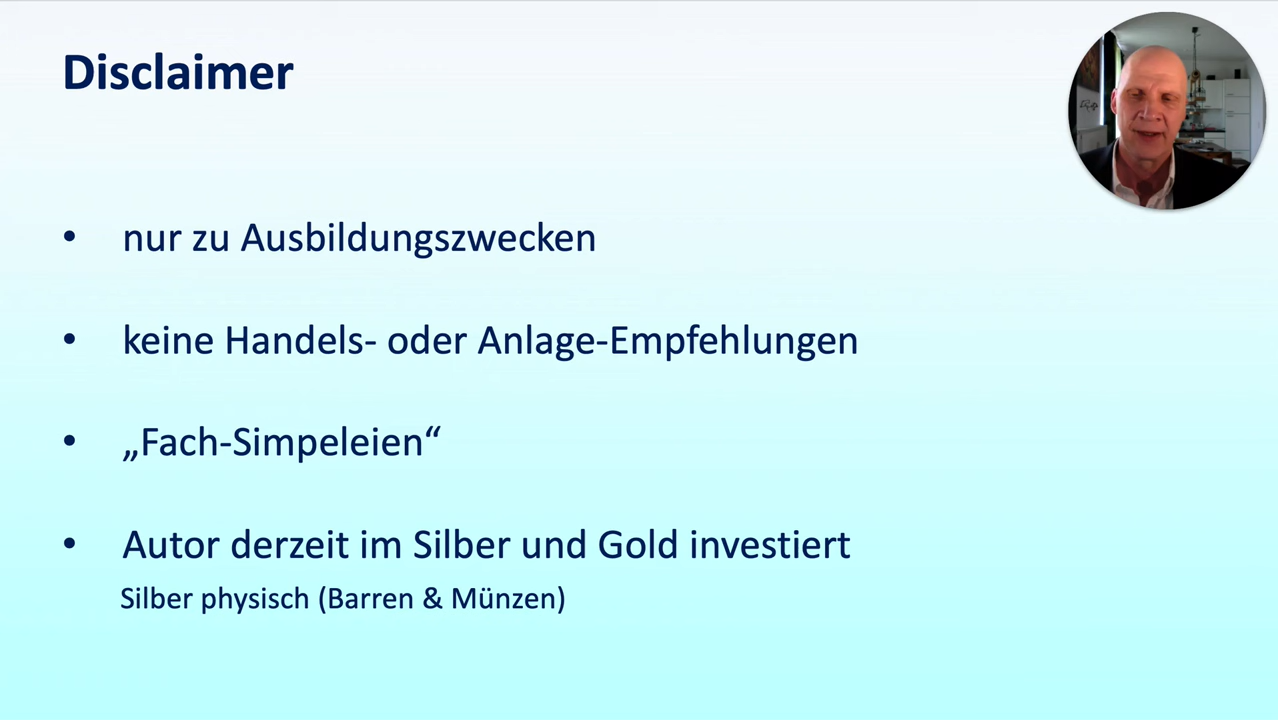 Disclaimer
• nur zu Ausbildungszwecken
• keine Handels- oder Anlage-Empfehlungen
• „Fach-Simpeleien“
• Autor derzeit im Silber und Gold investiert
Silber physisch (Barren & Münzen)